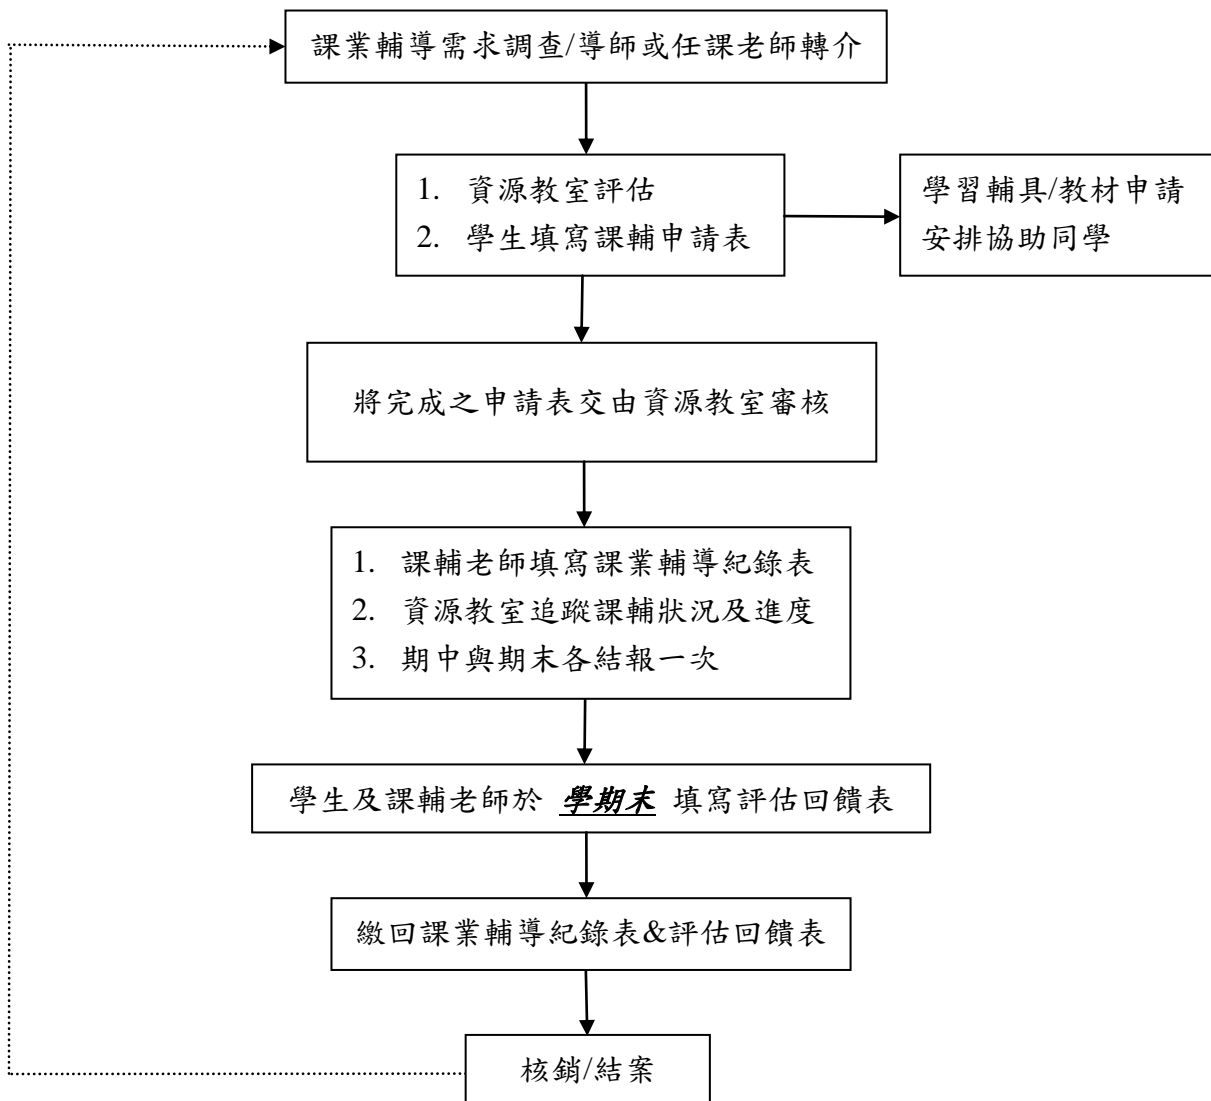 課業輔導需求調查/導師或任課老師轉介
1. 資源教室評估
2. 學生填寫課輔申請表
學習輔具/教材申請
安排協助同學
將完成之申請表交由資源教室審核
1. 課輔老師填寫課業輔導紀錄表
2. 資源教室追蹤課輔狀況及進度
3. 期中與期末各結報一次
學生及課輔老師於 學期末 填寫評估回饋表
繳回課業輔導紀錄表&評估回饋表
核銷/結案